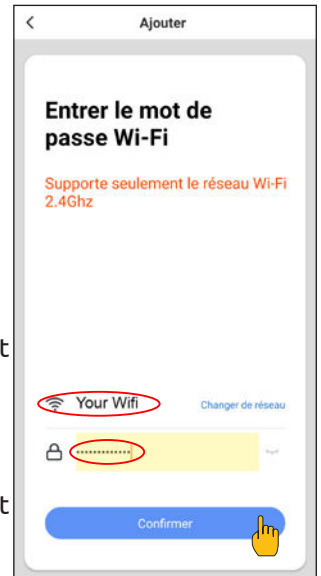 Ajouter
Entrer le mot de
passe Wi-Fi
Supporte seulement le réseau Wi-Fi
2.4Ghz
t
Your Wifi Changer de réseau
•••••••••••••
t
Confirmer